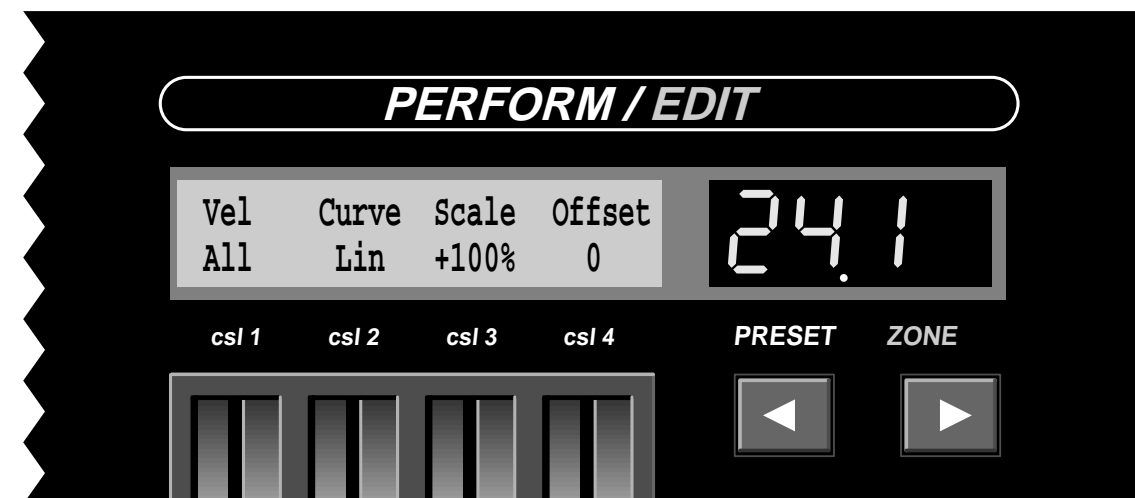 PERFORM / EDIT
Vel Curve Scale Offset
All Lin +100% 0
24.1
csl 1 csl 2 csl 3 csl 4
PRESET ZONE